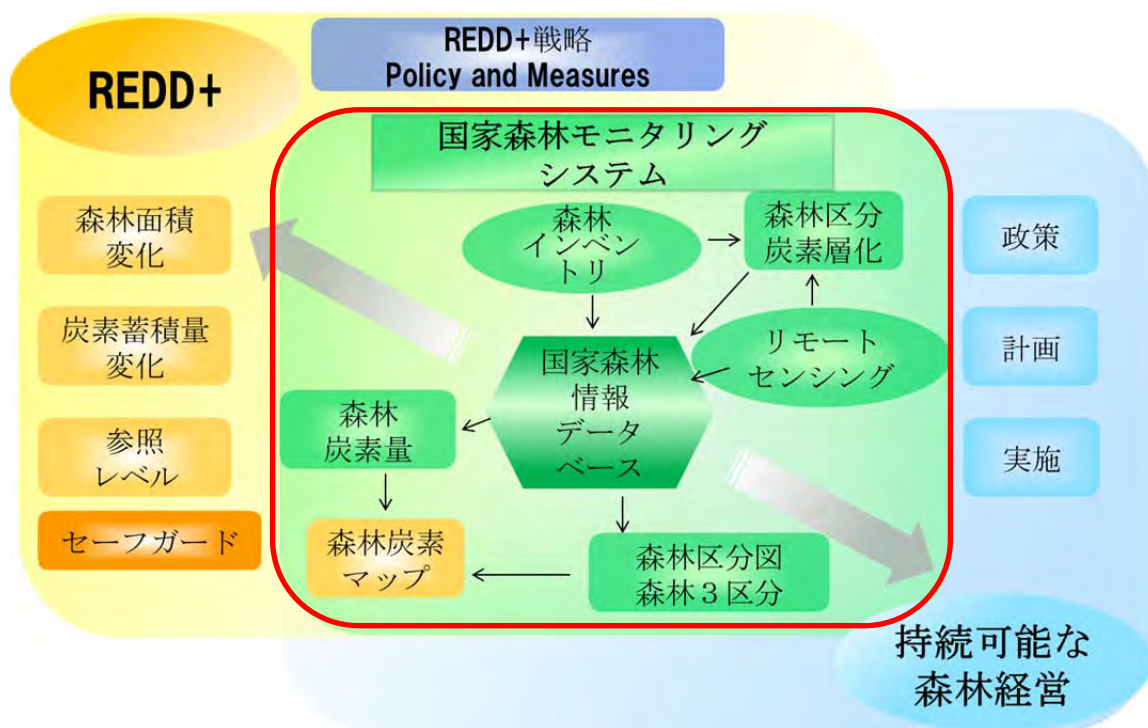 REDD+
REDD+戦略
Policy and Measures
国家森林モニタリング
システム
森林面積
変化
炭素蓄積量
変化
参照
レベル
セーフガード
森林
インベン
トリ
森林区分
炭素層化
リモート
センシング
国家森林
情報
データ
ベース
森林
炭素量
森林炭素
マップ
森林区分図
森林３区分
政策
計画
実施
持続可能な
森林経営